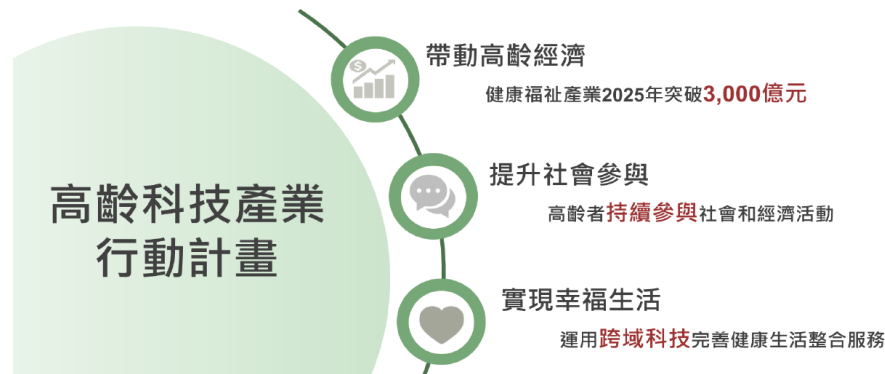 高齡科技產業
行動計畫
帶動高齡經濟
健康福祉產業2025年突破3,000億元
提升社會參與
高齡者持續參與社會和經濟活動
實現幸福生活
運用跨域科技完善健康生活整合服務